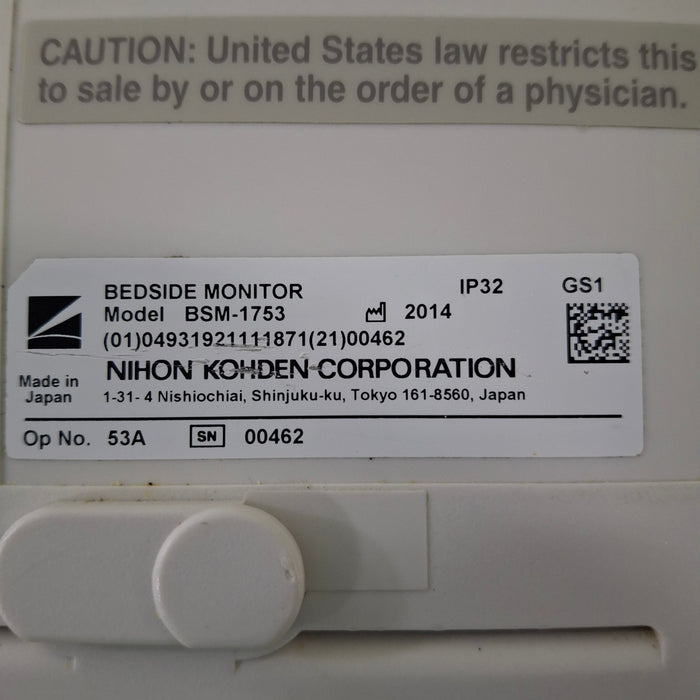 CAUTION: United States law restricts this
to sale by or on the order of a physician.
BEDSIDE MONITOR IP32 GS1
Model BSM-1753 2014
(01)04931921111871(21)00462
NIHON KOHDEN CORPORATION
Made in
Japan
1-31- 4 Nishiochiai, Shinjuku-ku, Tokyo 161-8560, Japan
Op No. 53A SN 00462